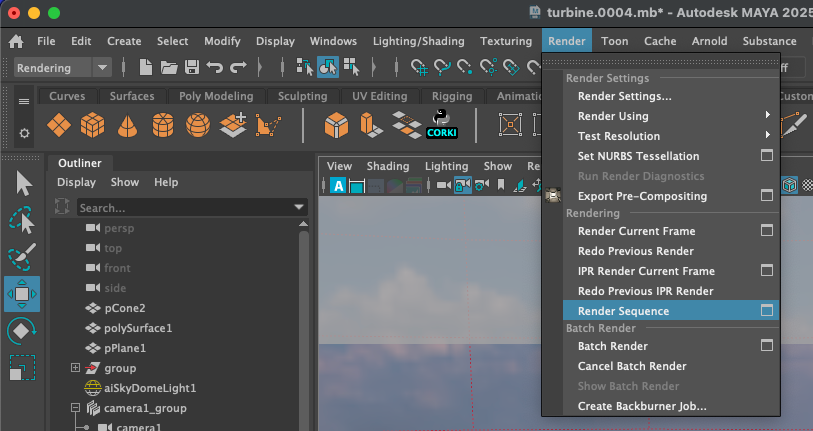 turbine.0004.mb* - Autodesk MAYA 2025
File Edit Create Select Modify Display Windows Lighting/Shading Texturing Render Toon Cache Arnold Substance
Rendering
Curves Surfaces Poly Modeling Sculpting UV Editing Rigging
CORKI
Outliner
Display Show Help
Search...
persp
top
front
side
pCone2
polySurface1
pPlane1
group
aiSkyDomeLight1
camera1_group
camera1
View Shading Lighting Show
A
Render Settings
Render Settings...
Render Using
Test Resolution
Set NURBS Tessellation
Run Render Diagnostics
Export Pre-Compositing
Rendering
Render Current Frame
Redo Previous Render
IPR Render Current Frame
Redo Previous IPR Render
Render Sequence
Batch Render
Batch Render
Cancel Batch Render
Show Batch Render
Create Backburner Job...